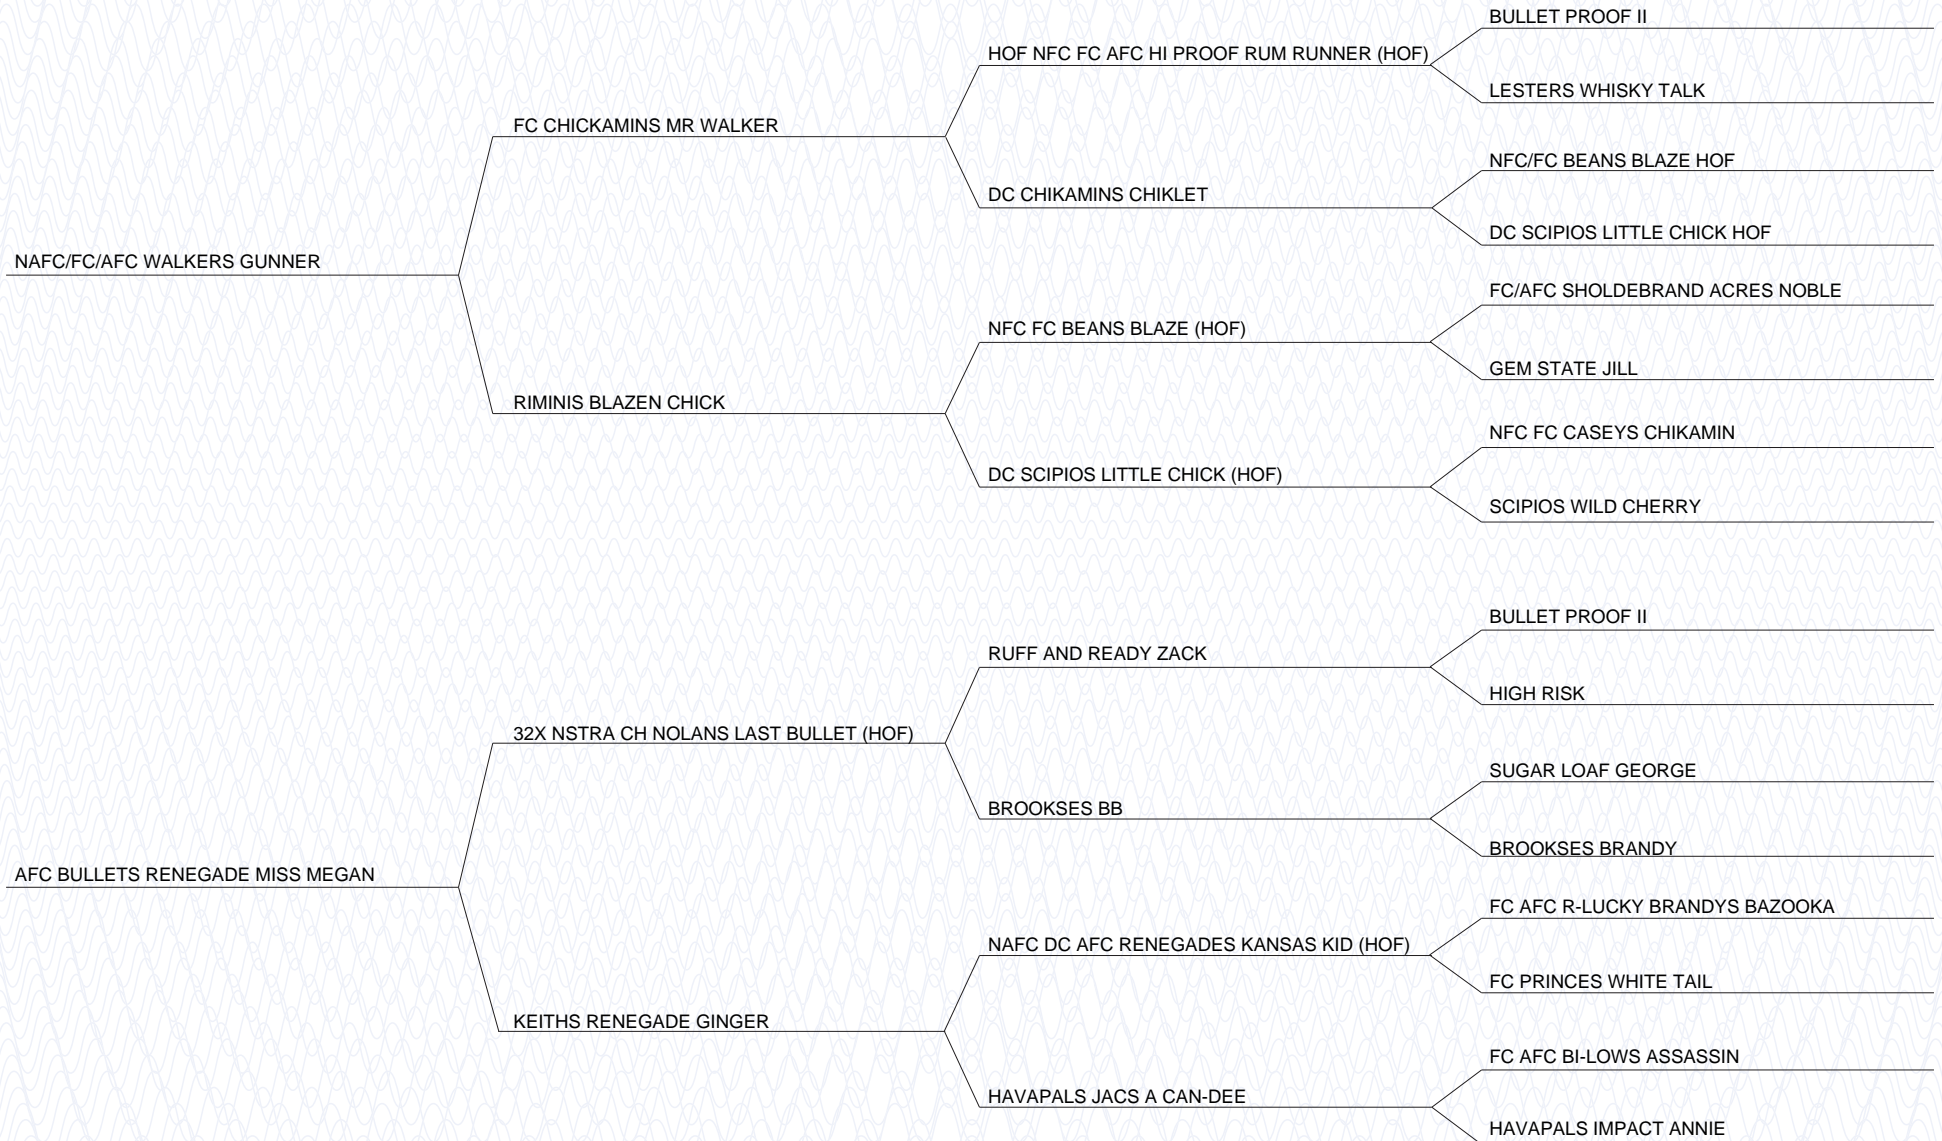 BULLET PROOF II
HOF NFC FC AFC HI PROOF RUM RUNNER (HOF)
LESTERS WHISKY TALK
FC CHICKAMINS MR WALKER
NFC/FC BEANS BLAZE HOF
DC CHIKAMINS CHIKLET
DC SCIPIOS LITTLE CHICK HOF
NAFC/FC/AFC WALKERS GUNNER
FC/AFC SHOLDEBRAND ACRES NOBLE
NFC FC BEANS BLAZE (HOF)
GEM STATE JILL
RIMINIS BLAZEN CHICK
NFC FC CASEYS CHIKAMIN
DC SCIPIOS LITTLE CHICK (HOF)
SCIPIOS WILD CHERRY
BULLET PROOF II
RUFF AND READY ZACK
HIGH RISK
32X NSTRA CH NOLANS LAST BULLET (HOF)
SUGAR LOAF GEORGE
BROOKSES BB
BROOKSES BRANDY
AFC BULLETS RENEGADE MISS MEGAN
FC AFC R-LUCKY BRANDYS BAZOOKA
NAFC DC AFC RENEGADES KANSAS KID (HOF)
FC PRINCES WHITE TAIL
KEITHS RENEGADE GINGER
FC AFC BI-LOWS ASSASSIN
HAVAPALS JACS A CAN-DEE
HAVAPALS IMPACT ANNIE